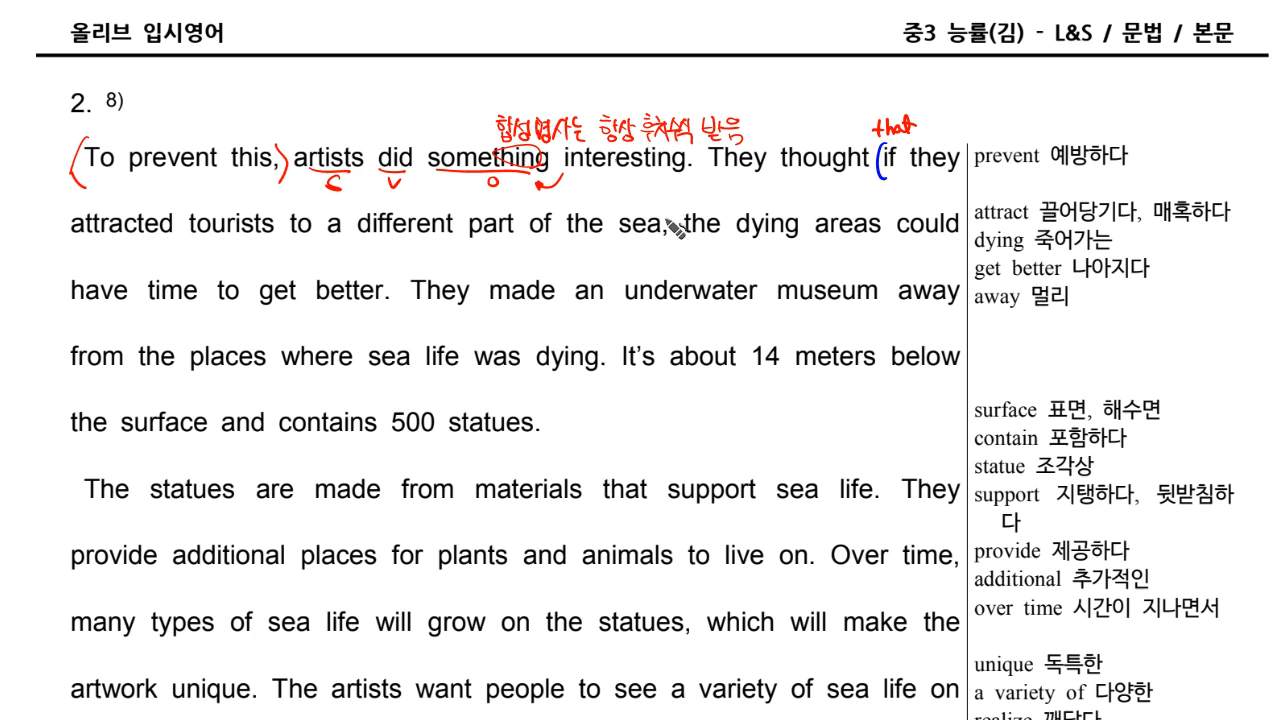 올리브 입시영어 중3 능률(김) - L&S / 문법 / 본문
2. 8)
합성명사는 항상 후치수식 받음 that
To prevent this, artists did something interesting. They thought if they
S V O
attracted tourists to a different part of the sea, the dying areas could
have time to get better. They made an underwater museum away
from the places where sea life was dying. It's about 14 meters below
the surface and contains 500 statues.
The statues are made from materials that support sea life. They
provide additional places for plants and animals to live on. Over time,
many types of sea life will grow on the statues, which will make the
artwork unique. The artists want people to see a variety of sea life on
prevent 예방하다
attract 끌어당기다, 매혹하다
dying 죽어가는
get better 나아지다
away 멀리
surface 표면, 해수면
contain 포함하다
statue 조각상
support 지탱하다, 뒷받침하
다
provide 제공하다
additional 추가적인
over time 시간이 지나면서
unique 독특한
a variety of 다양한
realize 깨닫다